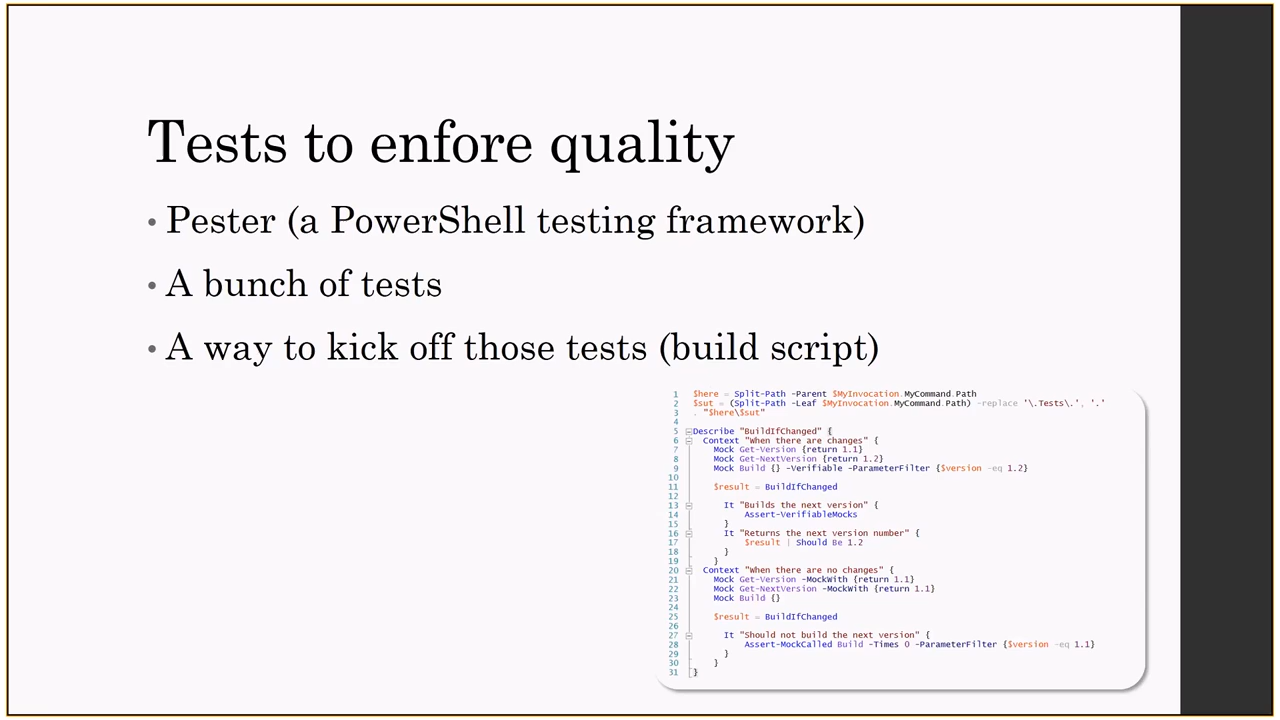 Tests to enfore quality
• Pester (a PowerShell testing framework)
• A bunch of tests
• A way to kick off those tests (build script)
1 $here = Split-Path -Parent $MyInvocation.MyCommand.Path
2 $sut = (Split-Path -Leaf $MyInvocation.MyCommand.Path) -replace '\.Tests\.', '.'
3 . "$here\$sut"
4
5 Describe "BuildIfChanged" {
6 Context "When there are changes" {
7 Mock Get-Version {return 1.1}
8 Mock Get-NextVersion {return 1.2}
9 Mock Build {} -Verifiable -ParameterFilter {$version -eq 1.2}
10
11 $result = BuildIfChanged
12
13 It "Builds the next version" {
14 Assert-VerifiableMocks
15 }
16 It "Returns the next version number" {
17 $result | Should Be 1.2
18 }
19 }
20 Context "When there are no changes" {
21 Mock Get-Version -MockWith {return 1.1}
22 Mock Get-NextVersion -MockWith {return 1.1}
23 Mock Build {}
24
25 $result = BuildIfChanged
26
27 It "Should not build the next version" {
28 Assert-MockCalled Build -Times 0 -ParameterFilter {$version -eq 1.1}
29 }
30 }
31 }